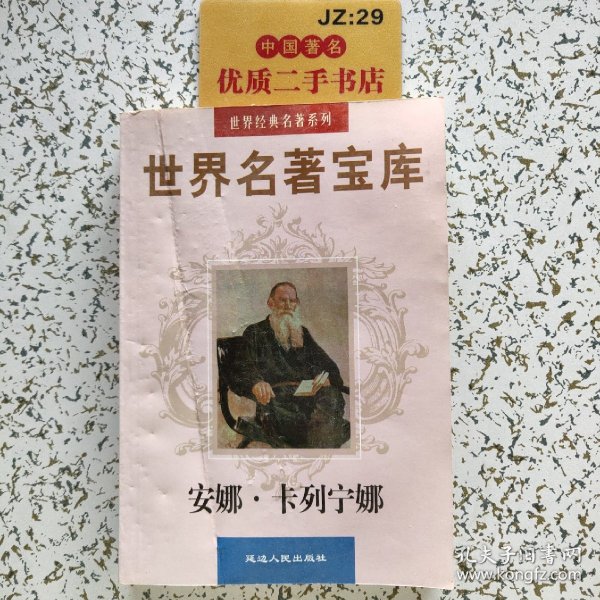 JZ:29
中国著名
优质二手书店
世界经典名著系列
世界名著宝库
安娜·卡列宁娜
延边人民出版社
孔夫子旧书网
www.kongfz.com